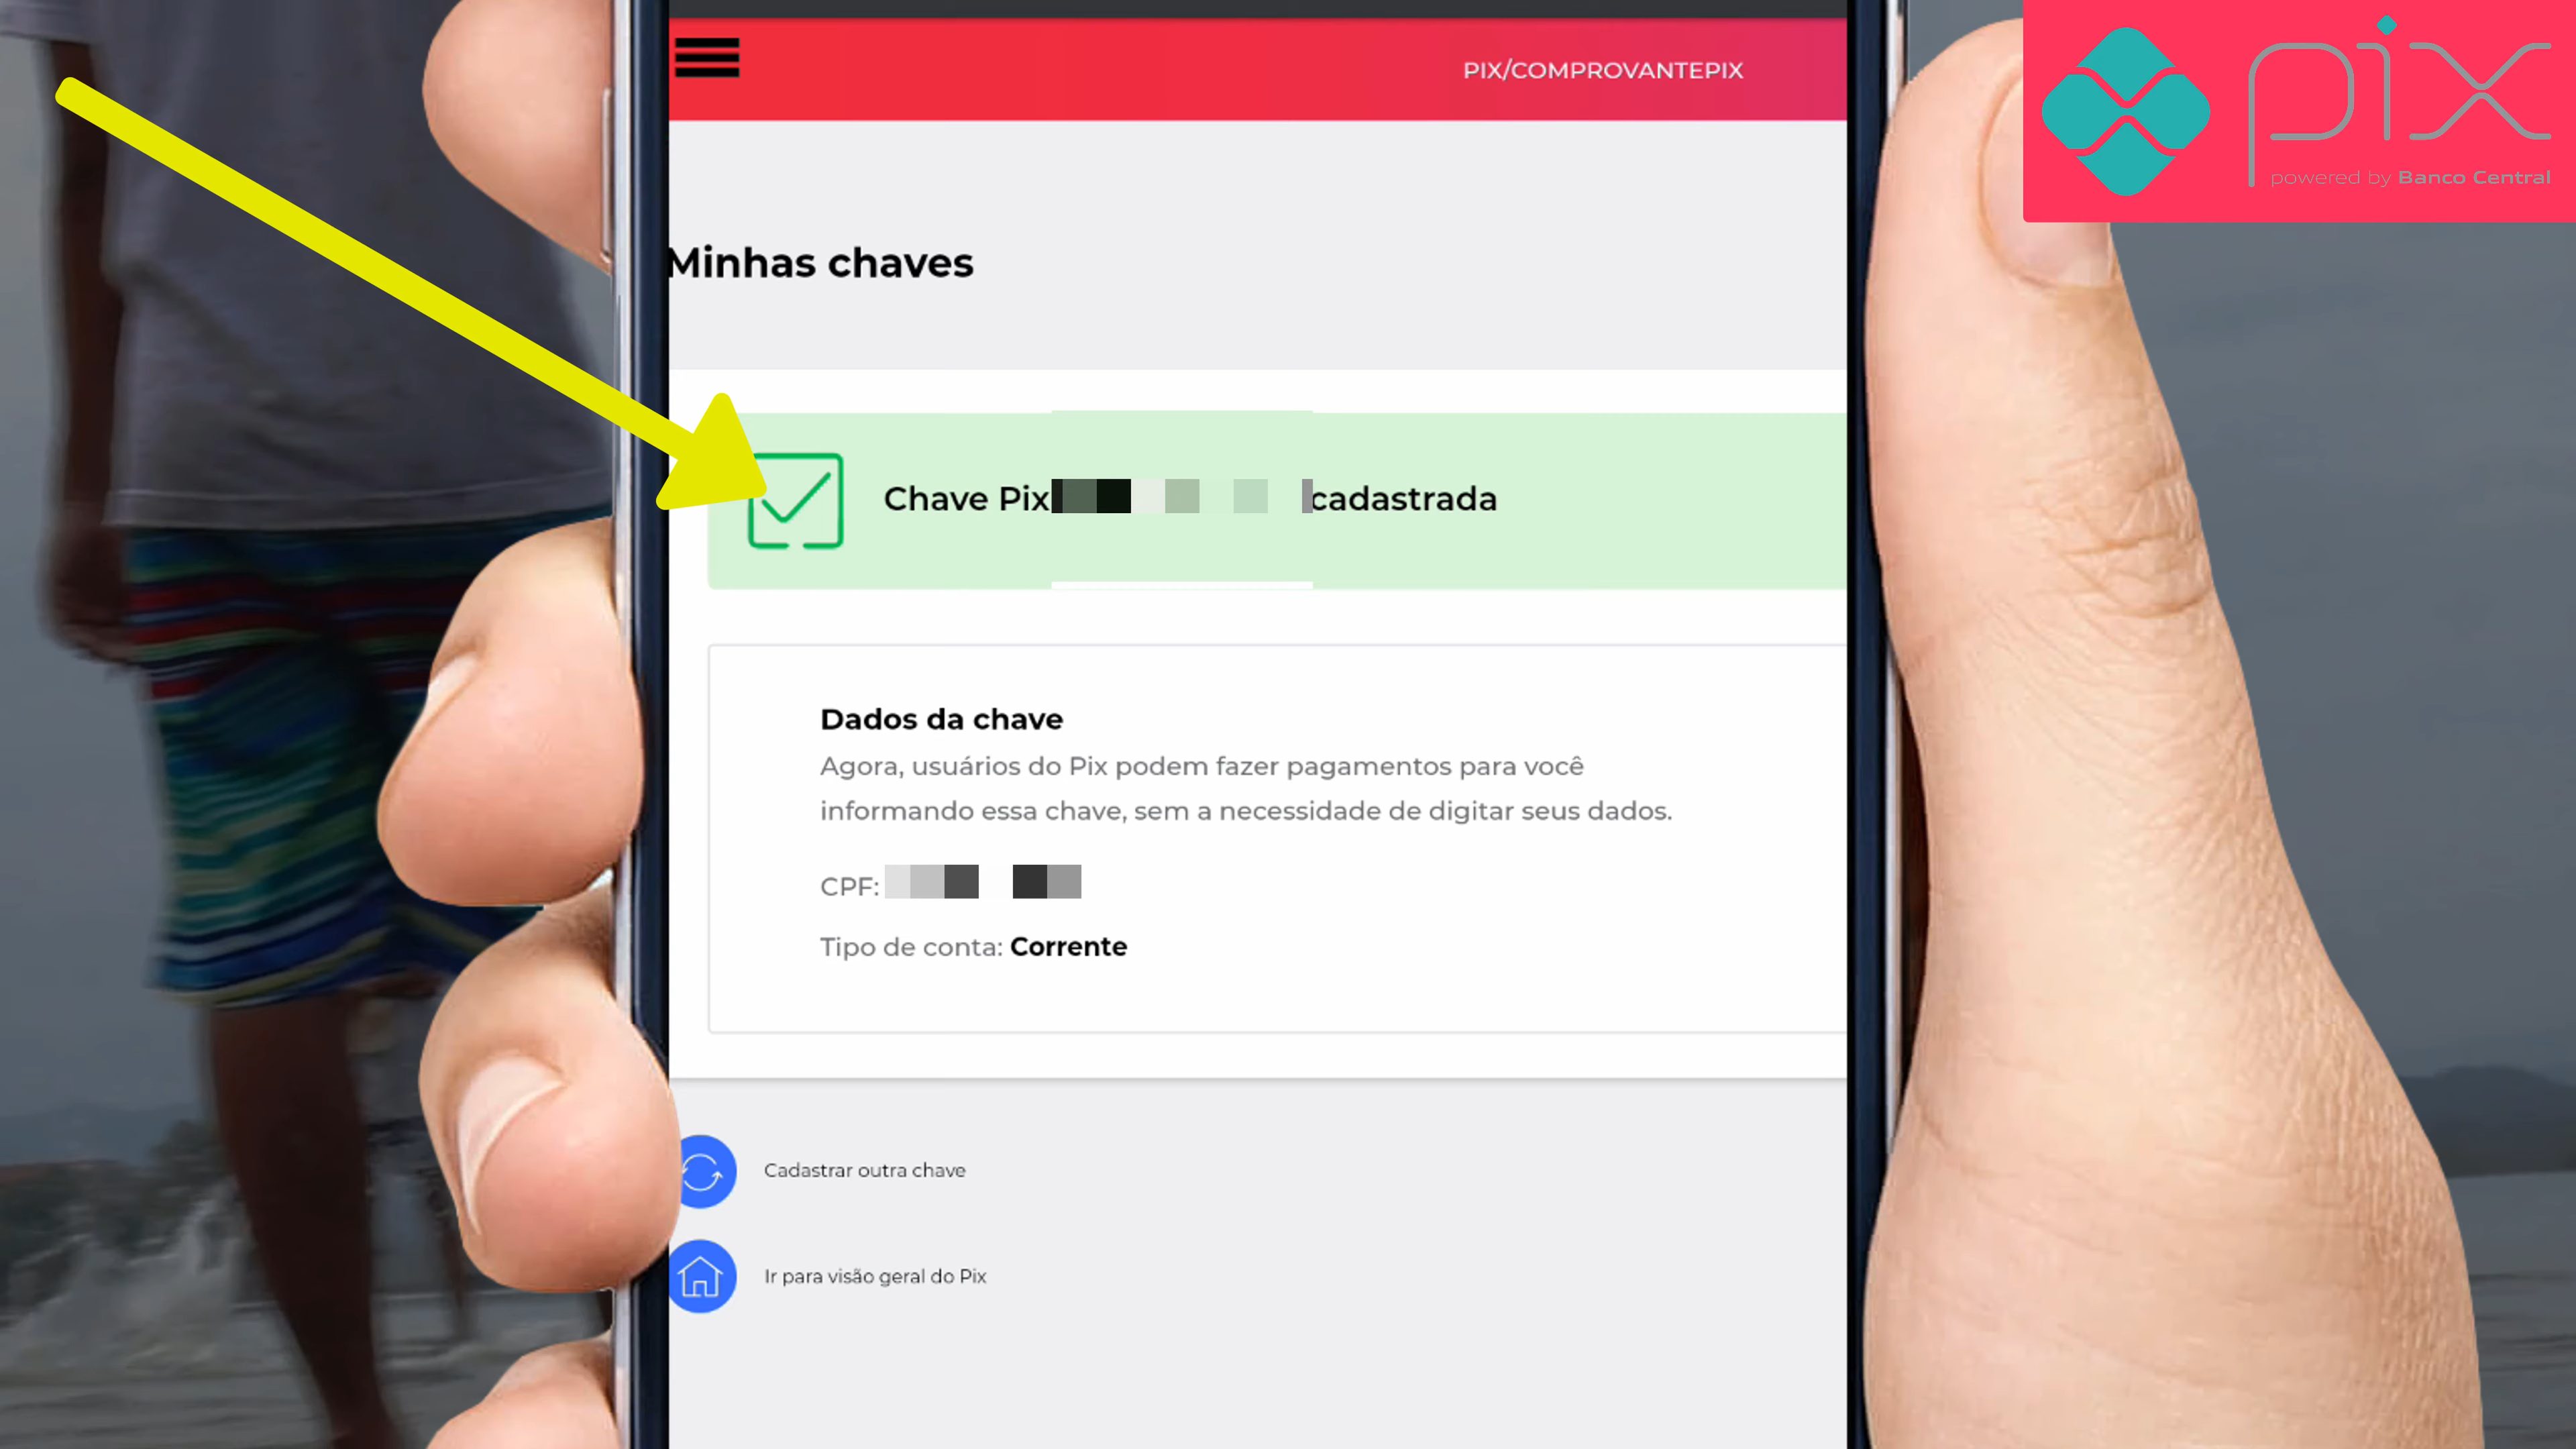 PIX/COMPROVANTEPIX
pix
powered by Banco Central
Minhas chaves
Chave Pix cadastrada
Dados da chave
Agora, usuários do Pix podem fazer pagamentos para você
informando essa chave, sem a necessidade de digitar seus dados.
CPF:
Tipo de conta: Corrente
Cadastrar outra chave
Ir para visão geral do Pix